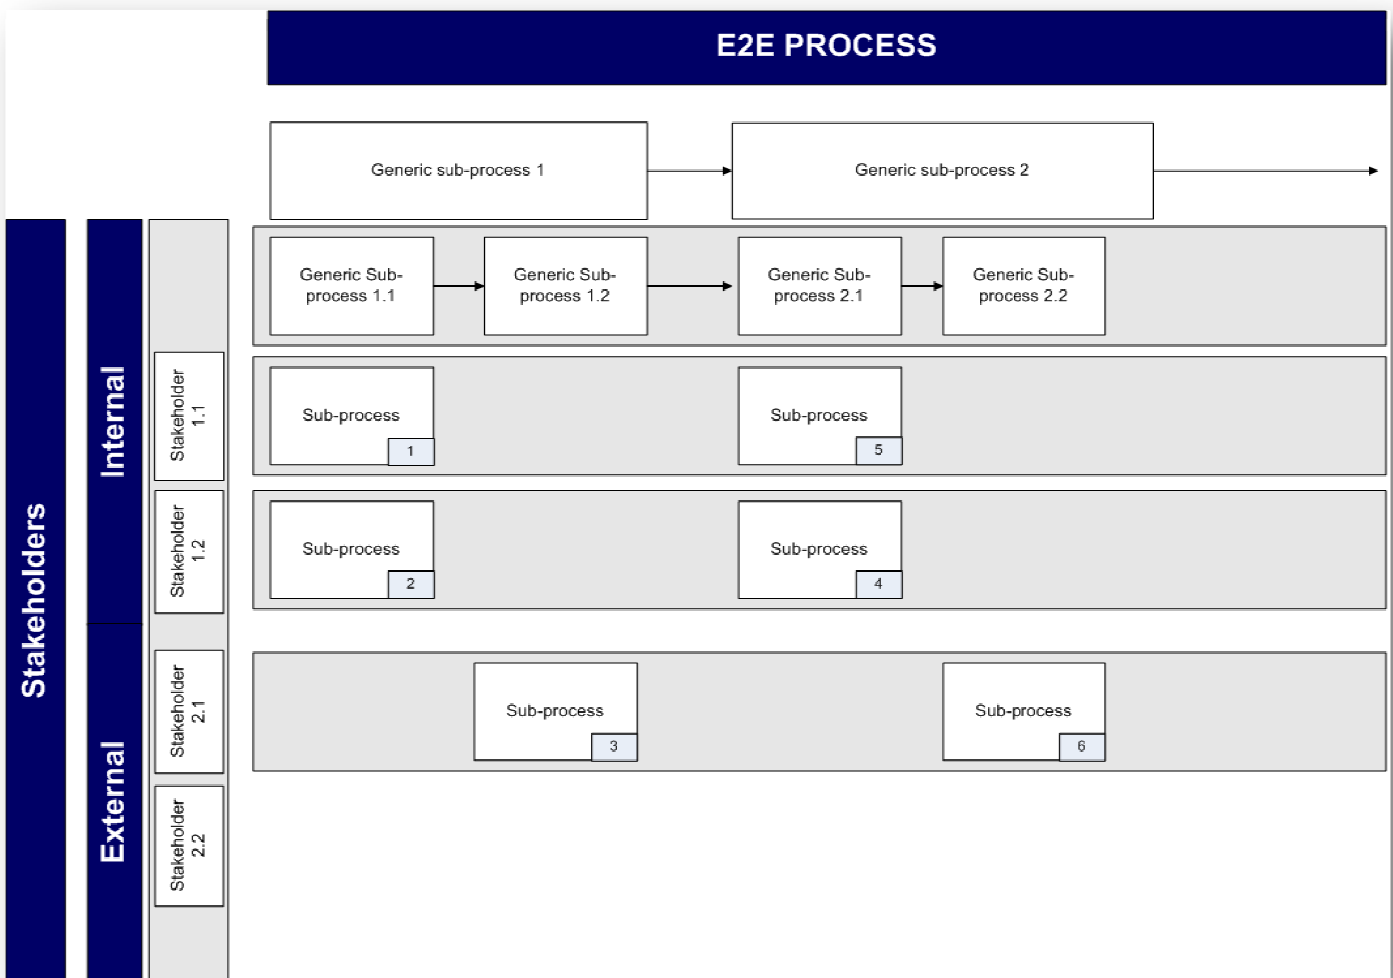 E2E PROCESS
Generic sub-process 1
Generic sub-process 2
Generic Sub-
process 1.1
Generic Sub-
process 1.2
Generic Sub-
process 2.1
Generic Sub-
process 2.2
Stakeholders
Internal
Stakeholder
1.1
Sub-process
1
Sub-process
5
Stakeholder
1.2
Sub-process
2
Sub-process
4
External
Stakeholder
2.1
Sub-process
3
Sub-process
6
Stakeholder
2.2